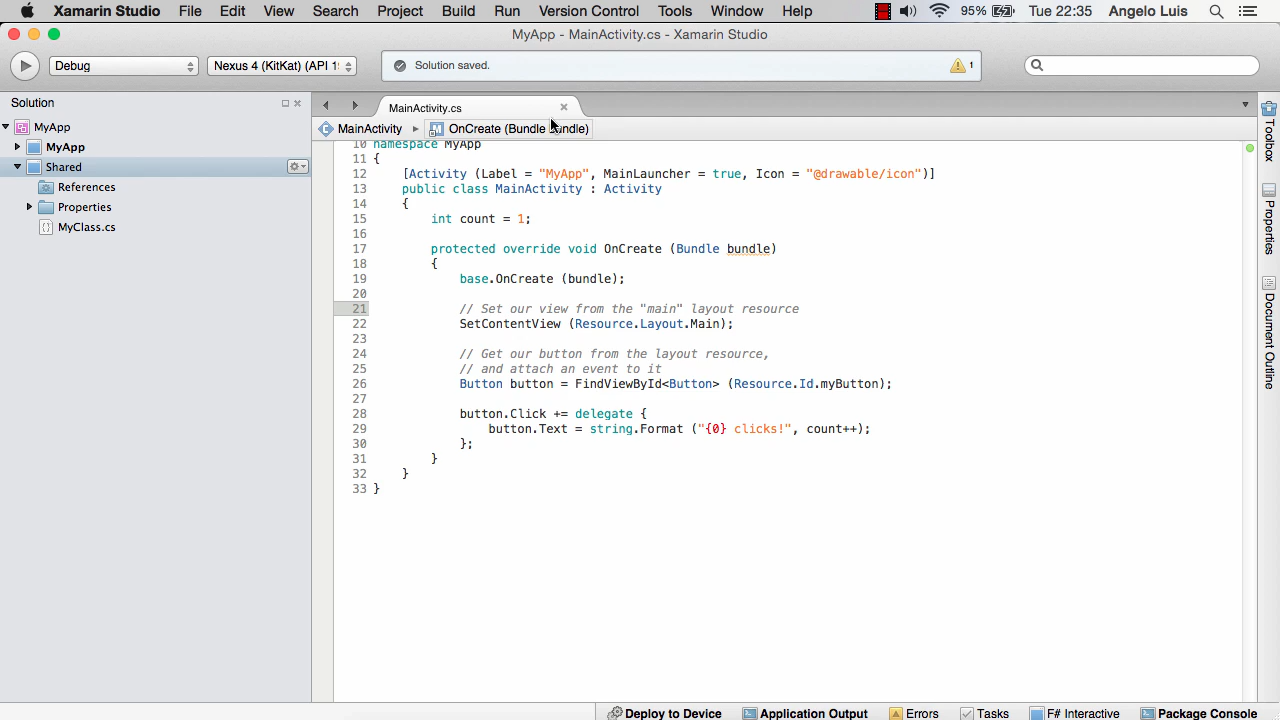 Xamarin Studio File Edit View Search Project Build Run Version Control Tools Window Help 95% Tue 22:35 Angelo Luis
MyApp - MainActivity.cs - Xamarin Studio
Debug Nexus 4 (KitKat) (API 1 Solution saved. 1
Solution
MyApp
MyApp
Shared
References
Properties
MyClass.cs
MainActivity.cs
MainActivity OnCreate (Bundle bundle)
10 namespace MyApp
11 {
12 [Activity (Label = "MyApp", MainLauncher = true, Icon = "@drawable/icon")]
13 public class MainActivity : Activity
14 {
15 int count = 1;
16
17 protected override void OnCreate (Bundle bundle)
18 {
19 base.OnCreate (bundle);
20
21 // Set our view from the "main" layout resource
22 SetContentView (Resource.Layout.Main);
23
24 // Get our button from the layout resource,
25 // and attach an event to it
26 Button button = FindViewById<Button> (Resource.Id.myButton);
27
28 button.Click += delegate {
29 button.Text = string.Format ("{0} clicks!", count++);
30 };
31 }
32 }
33 }
Toolbox
Properties
Document Outline
Deploy to Device Application Output Errors Tasks F# Interactive Package Console